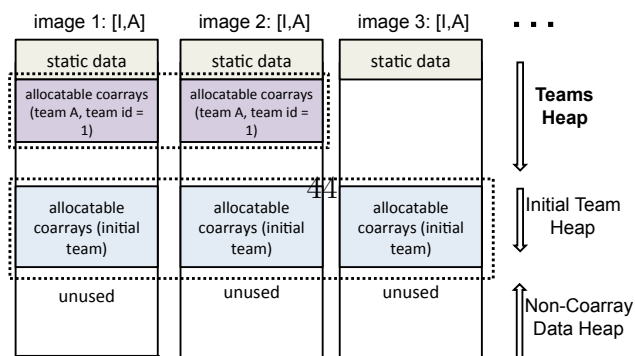 image 1: [I,A]
image 2: [I,A]
image 3: [I,A]
...
static data
static data
static data
allocatable coarrays
(team A, team id =
1)
allocatable coarrays
(team A, team id =
1)
Teams
Heap
44
allocatable
coarrays (initial
team)
allocatable
coarrays (initial
team)
allocatable
coarrays (initial
team)
Initial Team
Heap
unused
unused
unused
Non-Coarray
Data Heap